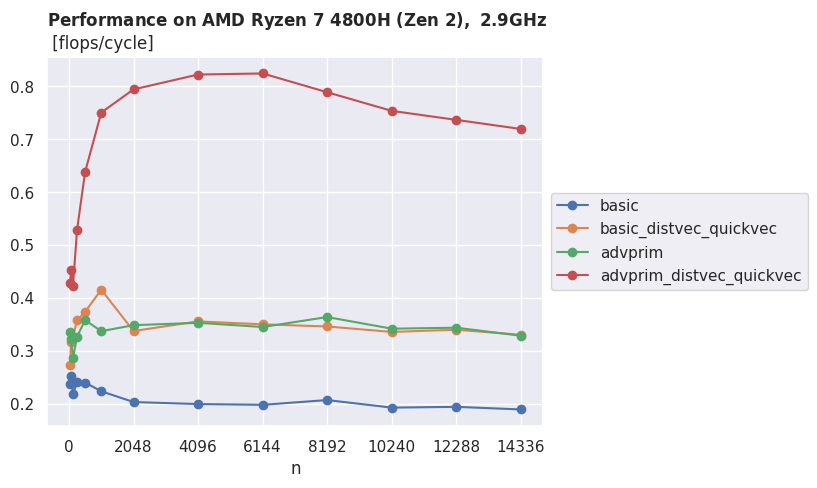 Performance on AMD Ryzen 7 4800H (Zen 2), 2.9GHz
[flops/cycle]
0.8
0.7
0.6
0.5
0.4
0.3
0.2
0 2048 4096 6144 8192 10240 12288 14336
n
basic
basic_distvec_quickvec
advprim
advprim_distvec_quickvec